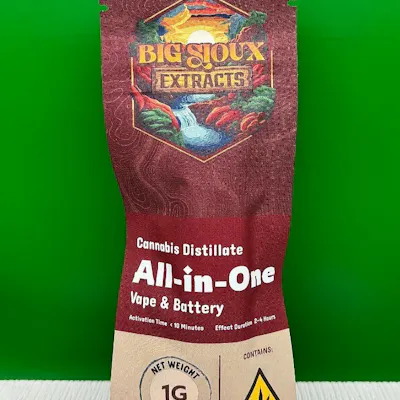 BIG SIOUX
EXTRACTS
Cannabis Distillate
All-in-One
Vape & Battery
Activation Time < 10 Minutes Effect Duration 2-4 Hours
NET WEIGHT
1G
CONTAINS: